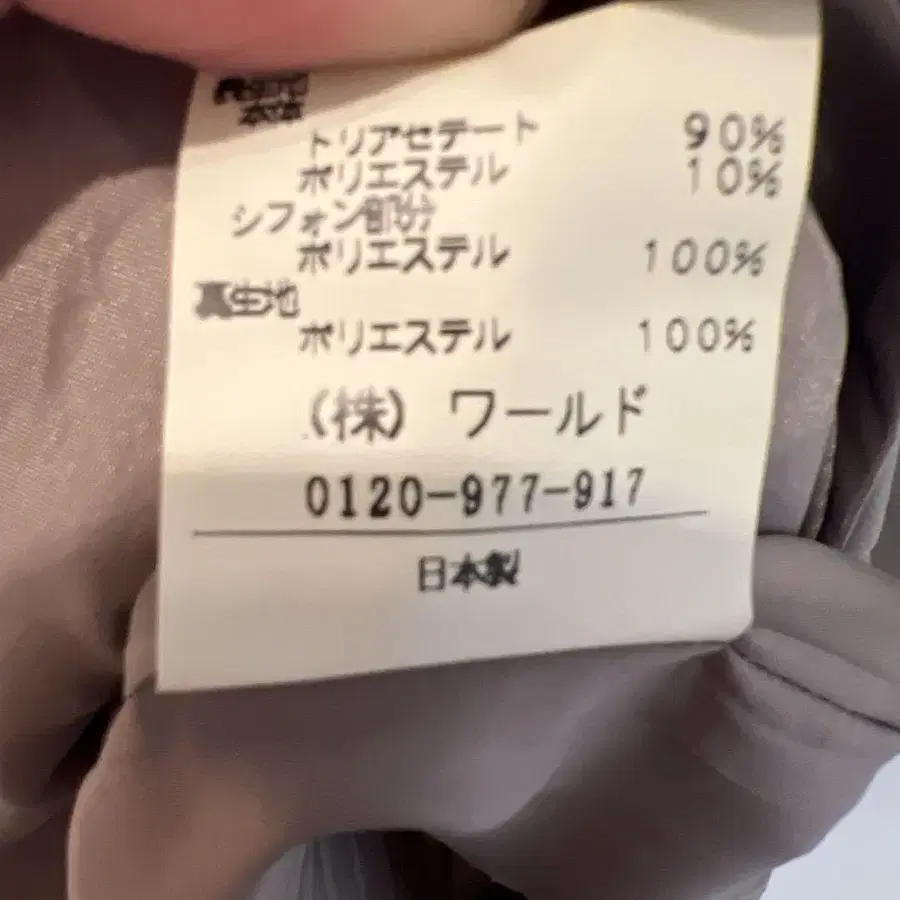 トリアセテート 90%
ポリエステル 10%
シフォン部分
ポリエステル 100%
裏生地
ポリエステル 100%
(株) ワールド
0120-977-917
日本製